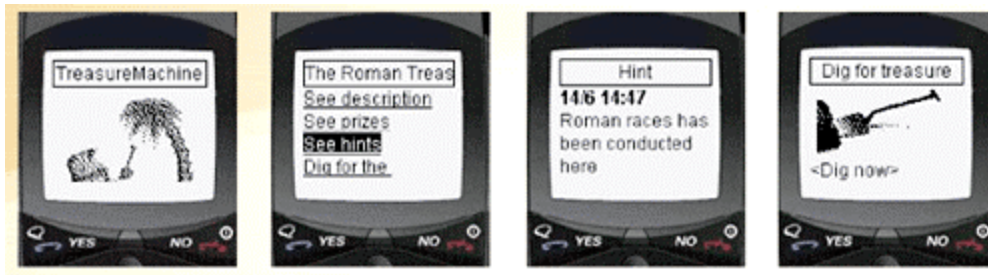 TreasureMachine
YES NO
The Roman Treas
See description
See prizes
See hints
Dig for the
YES NO
Hint
14/6 14:47
Roman races has
been conducted
here
YES NO
Dig for treasure
<Dig now>
YES NO